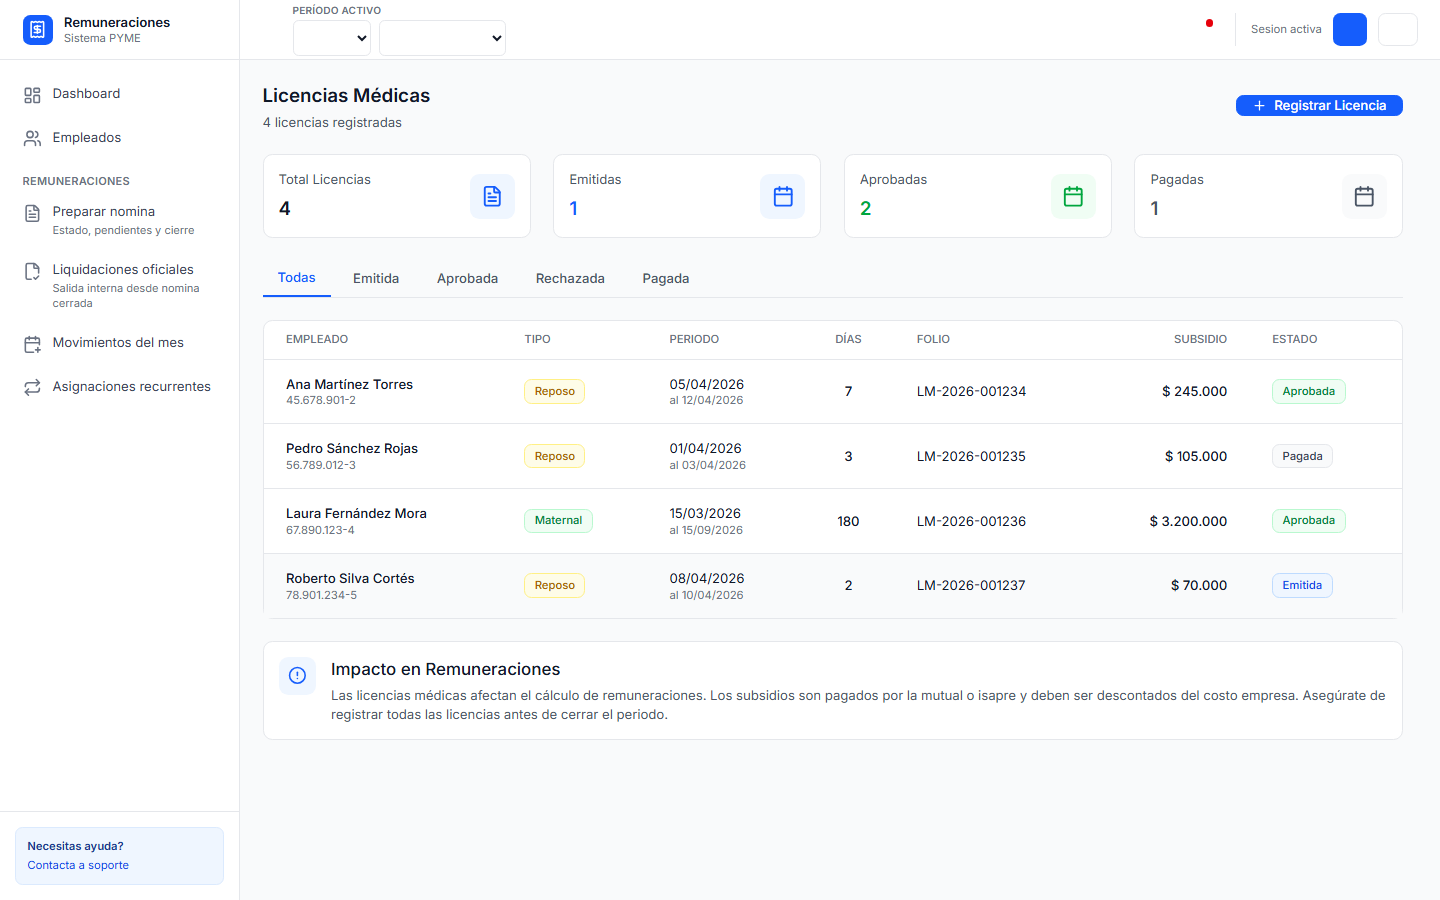 Remuneraciones
Sistema PYME
PERÍODO ACTIVO
Sesion activa
Dashboard
Empleados
REMUNERACIONES
Preparar nomina
Estado, pendientes y cierre
Liquidaciones oficiales
Salida interna desde nomina
cerrada
Movimientos del mes
Asignaciones recurrentes
Necesitas ayuda?
Contacta a soporte
Licencias Médicas
4 licencias registradas
Registrar Licencia
Total Licencias
4
Emitidas
1
Aprobadas
2
Pagadas
1
Todas Emitida Aprobada Rechazada Pagada
EMPLEADO TIPO PERIODO DÍAS FOLIO SUBSIDIO ESTADO
Ana Martínez Torres Reposo 05/04/2026 7 LM-2026-001234 $ 245.000 Aprobada
45.678.901-2 al 12/04/2026
Pedro Sánchez Rojas Reposo 01/04/2026 3 LM-2026-001235 $ 105.000 Pagada
56.789.012-3 al 03/04/2026
Laura Fernández Mora Maternal 15/03/2026 180 LM-2026-001236 $ 3.200.000 Aprobada
67.890.123-4 al 15/09/2026
Roberto Silva Cortés Reposo 08/04/2026 2 LM-2026-001237 $ 70.000 Emitida
78.901.234-5 al 10/04/2026
Impacto en Remuneraciones
Las licencias médicas afectan el cálculo de remuneraciones. Los subsidios son pagados por la mutual o isapre y deben ser descontados del costo empresa. Asegúrate de
registrar todas las licencias antes de cerrar el periodo.